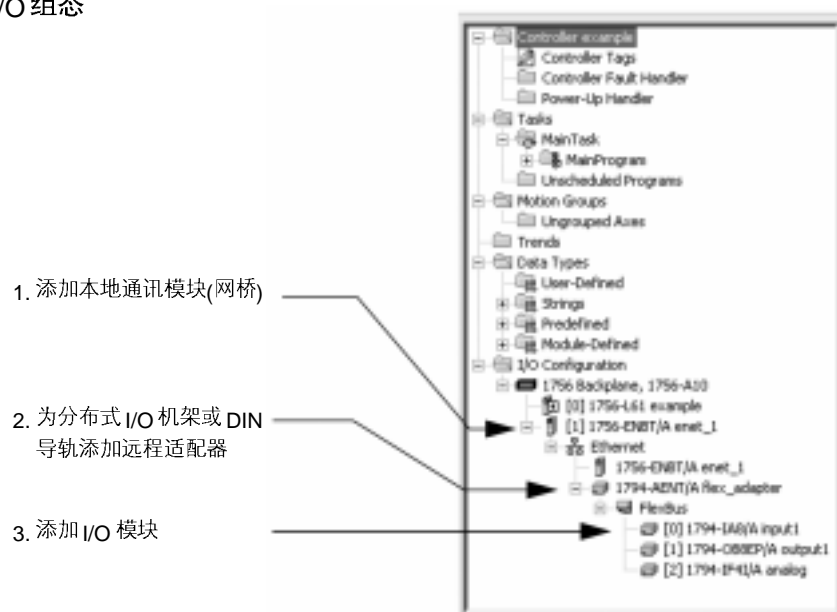 I/O 组态
Controller example
Controller Tags
Controller Fault Handler
Power-Up Handler
Tasks
MainTask
MainProgram
Unscheduled Programs
Motion Groups
Ungrouped Axes
Trends
Data Types
User-Defined
Strings
Predefined
Module-Defined
I/O Configuration
1756 Backplane, 1756-A10
[0] 1756-L61 example
[1] 1756-ENBT/A enet_1
Ethernet
1756-ENBT/A enet_1
1794-AENT/A flex_adapter
FlexBus
[0] 1794-IA8/A input1
[1] 1794-OB8EP/A output1
[2] 1794-IF4I/A analog
1. 添加本地通讯模块(网桥)
2. 为分布式 I/O 机架或 DIN
导轨添加远程适配器
3. 添加 I/O 模块